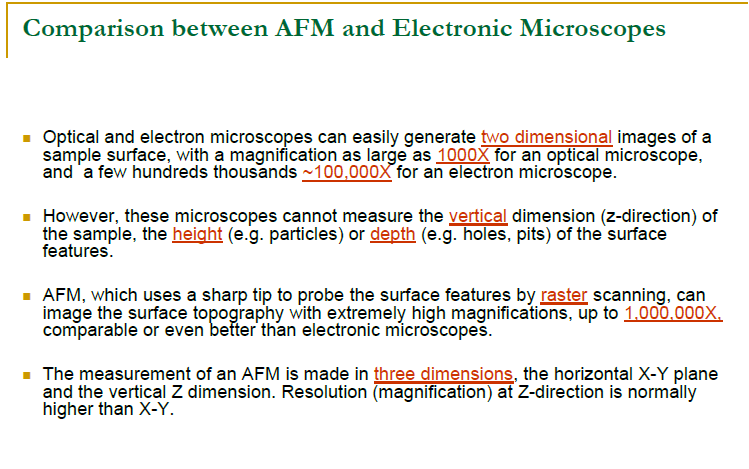 Comparison between AFM and Electronic Microscopes
Optical and electron microscopes can easily generate two dimensional images of a
sample surface, with a magnification as large as 1000X for an optical microscope,
and a few hundreds thousands ~100,000X for an electron microscope.
However, these microscopes cannot measure the vertical dimension (z-direction) of
the sample, the height (e.g. particles) or depth (e.g. holes, pits) of the surface
features.
AFM, which uses a sharp tip to probe the surface features by raster scanning, can
image the surface topography with extremely high magnifications, up to 1,000,000X,
comparable or even better than electronic microscopes.
The measurement of an AFM is made in three dimensions, the horizontal X-Y plane
and the vertical Z dimension. Resolution (magnification) at Z-direction is normally
higher than X-Y.